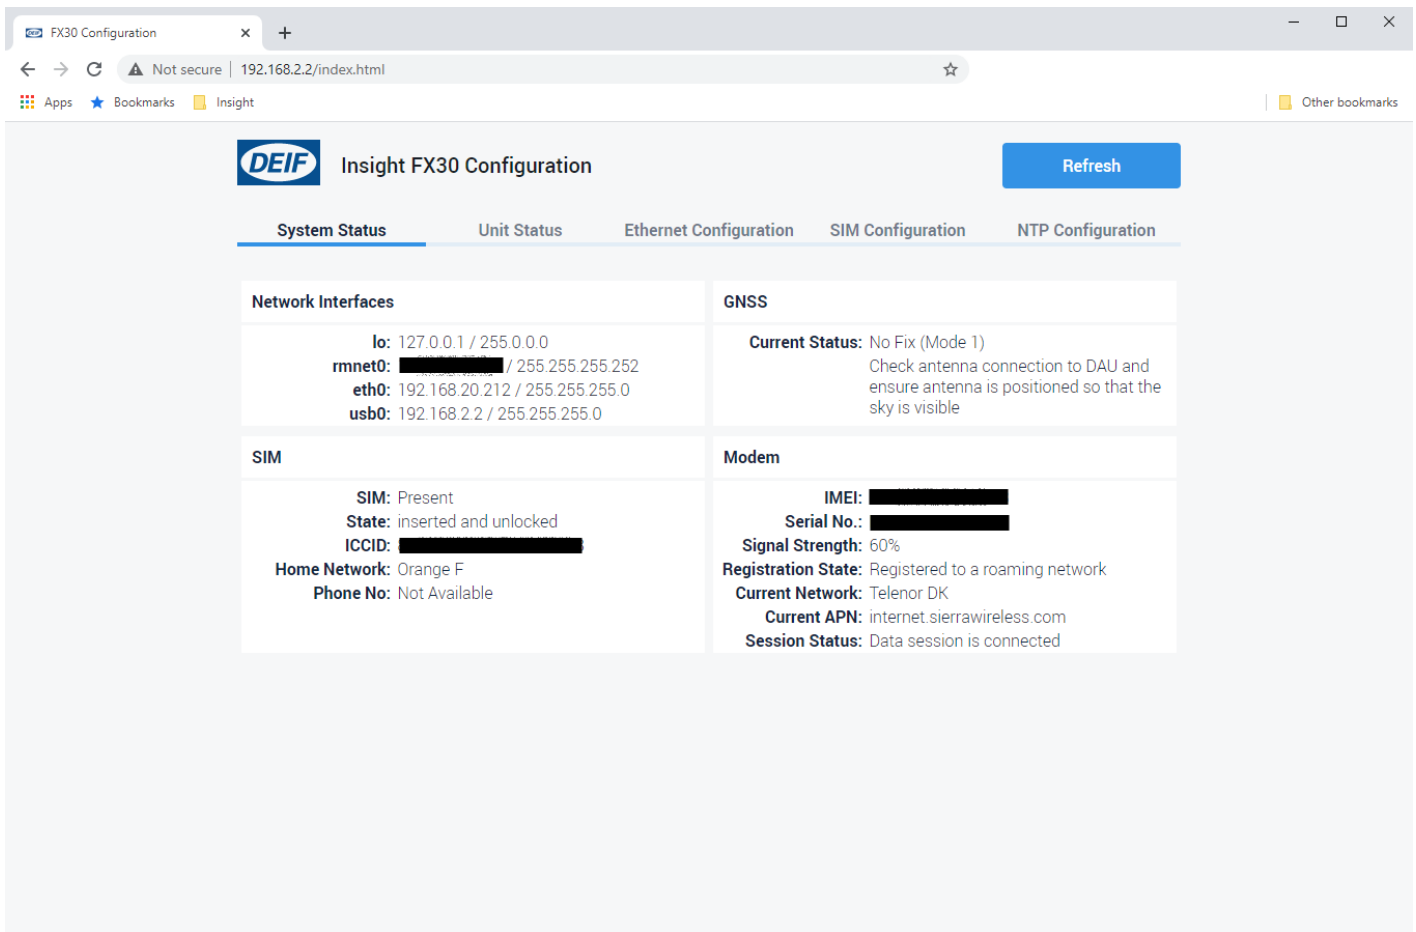 FX30 Configuration
Not secure | 192.168.2.2/index.html
Apps Bookmarks Insight Other bookmarks
DEIF Insight FX30 Configuration Refresh
System Status Unit Status Ethernet Configuration SIM Configuration NTP Configuration
Network Interfaces
lo: 127.0.0.1 / 255.0.0.0
rmnet0: / 255.255.255.252
eth0: 192.168.20.212 / 255.255.255.0
usb0: 192.168.2.2 / 255.255.255.0
GNSS
Current Status: No Fix (Mode 1)
Check antenna connection to DAU and
ensure antenna is positioned so that the
sky is visible
SIM
SIM: Present
State: inserted and unlocked
ICCID:
Home Network: Orange F
Phone No: Not Available
Modem
IMEI:
Serial No.:
Signal Strength: 60%
Registration State: Registered to a roaming network
Current Network: Telenor DK
Current APN: internet.sierrawireless.com
Session Status: Data session is connected